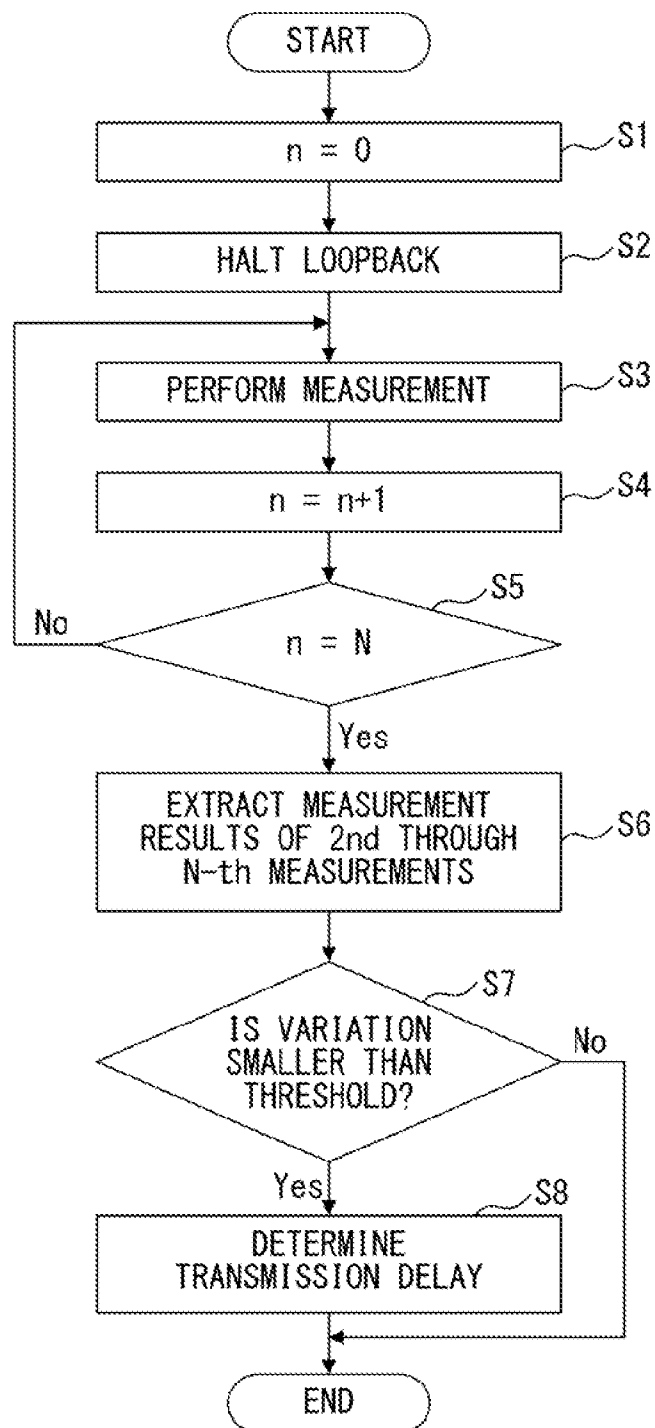 START
n = 0
S1
HALT LOOPBACK
S2
PERFORM MEASUREMENT
S3
n = n+1
S4
S5
No
n = N
Yes
EXTRACT MEASUREMENT
RESULTS OF 2nd THROUGH
N-th MEASUREMENTS
S6
S7
IS VARIATION
SMALLER THAN
THRESHOLD?
No
Yes
S8
DETERMINE
TRANSMISSION DELAY
END